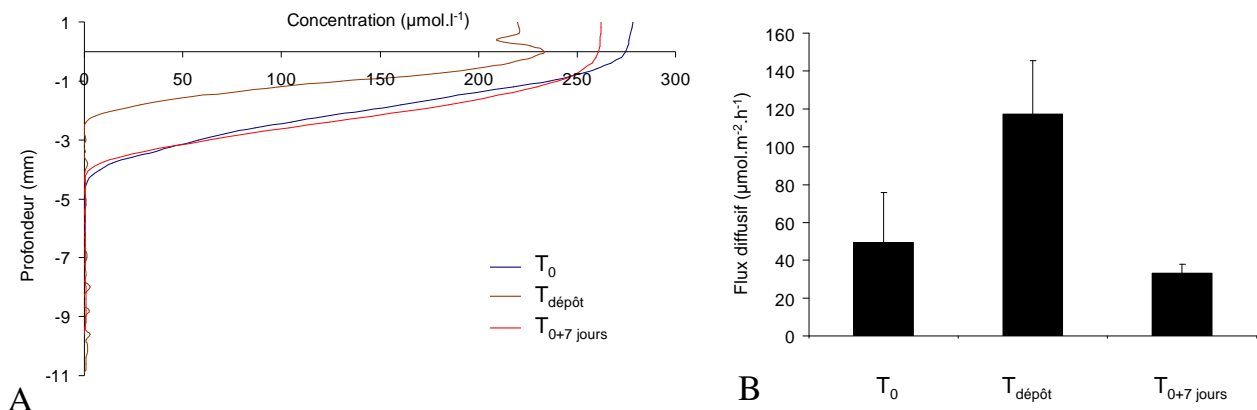 Concentration (µmol.l-1)
1
0 50 100 150 200 250 300
-1
-3
-5
-7
-9
-11
Profondeur (mm)
T0
Tdépôt
T0+7 jours
A
160
140
120
100
80
60
40
20
0
Flux diffusif (µmol.m-2.h-1)
T0 Tdépôt T0+7 jours
B